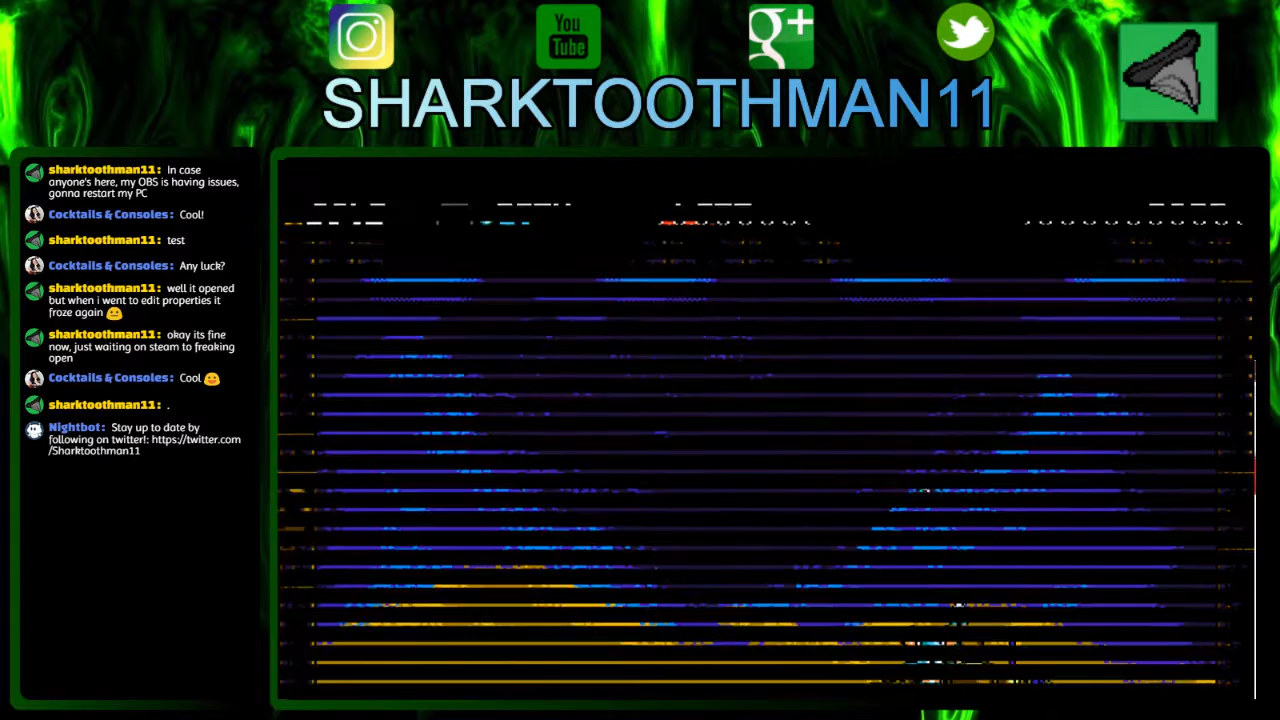 You
Tube
g+
SHARKTOOTHMAN11
sharktoothman11: In case
anyone's here, my OBS is having issues,
gonna restart my PC
Cocktails & Consoles: Cool!
sharktoothman11: test
Cocktails & Consoles: Any luck?
sharktoothman11: well it opened
but when i went to edit properties it
froze again 😐
sharktoothman11: okay its fine
now, just waiting on steam to freaking
open
Cocktails & Consoles: Cool 😛
sharktoothman11: .
Nightbot: Stay up to date by
following on twitter!: https://twitter.com
/Sharktoothman11